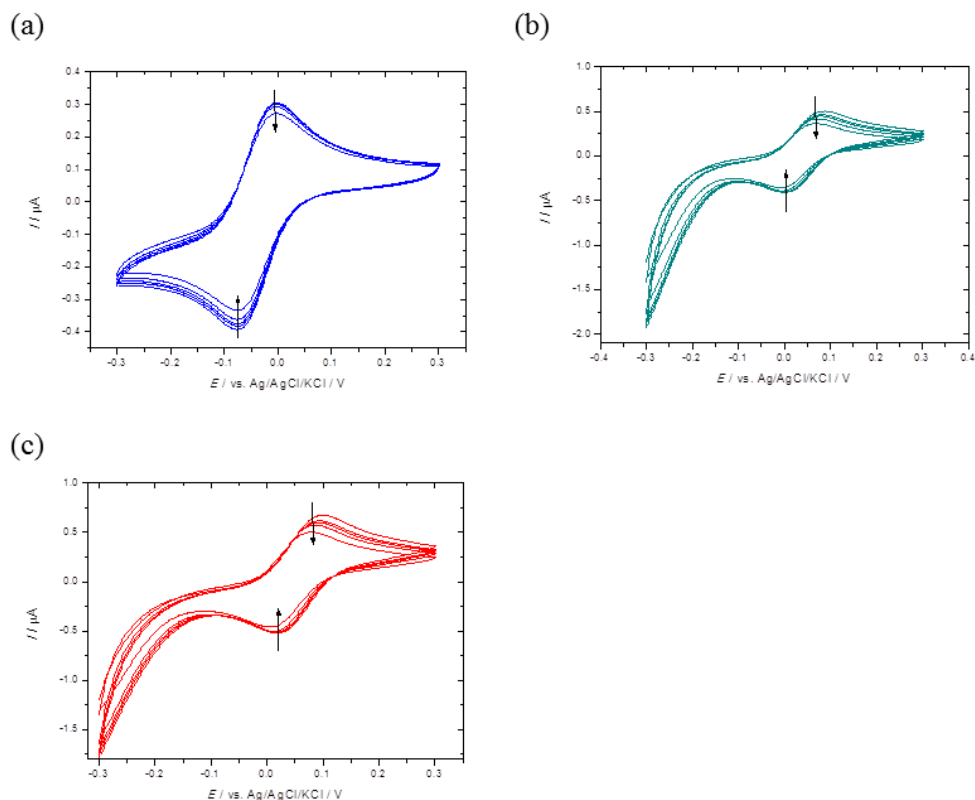 (a)
0.4
0.3
0.2
0.1
0.0
-0.1
-0.2
-0.3
-0.4
I / µA
-0.3 -0.2 -0.1 0.0 0.1 0.2 0.3
E / vs. Ag/AgCl/KCl / V
(b)
1.0
0.5
0.0
-0.5
-1.0
-1.5
-2.0
I / µA
-0.4 -0.3 -0.2 -0.1 0.0 0.1 0.2 0.3 0.4
E / vs. Ag/AgCl/KCl / V
(c)
1.0
0.5
0.0
-0.5
-1.0
-1.5
I / µA
-0.3 -0.2 -0.1 0.0 0.1 0.2 0.3
E / vs. Ag/AgCl/KCl / V